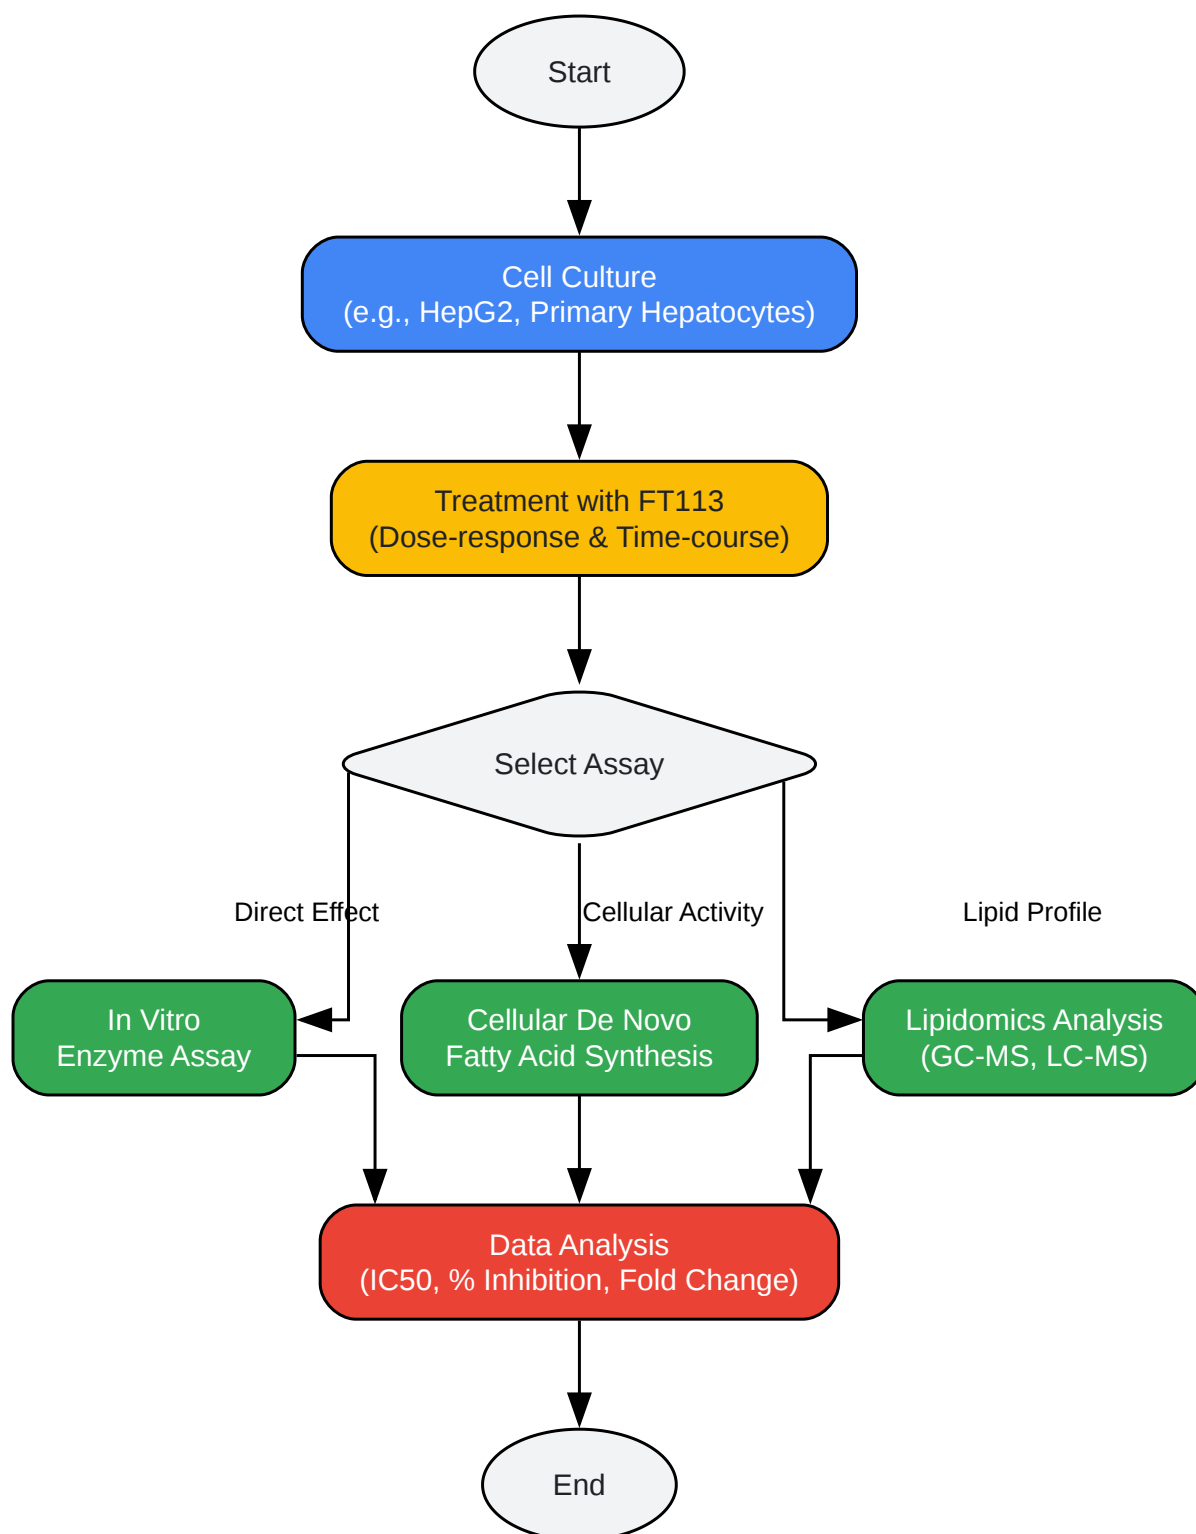 Start
Cell Culture
(e.g., HepG2, Primary Hepatocytes)
Treatment with FT113
(Dose-response & Time-course)
Select Assay
Direct Effect
Cellular Activity
Lipid Profile
In Vitro
Enzyme Assay
Cellular De Novo
Fatty Acid Synthesis
Lipidomics Analysis
(GC-MS, LC-MS)
Data Analysis
(IC50, % Inhibition, Fold Change)
End